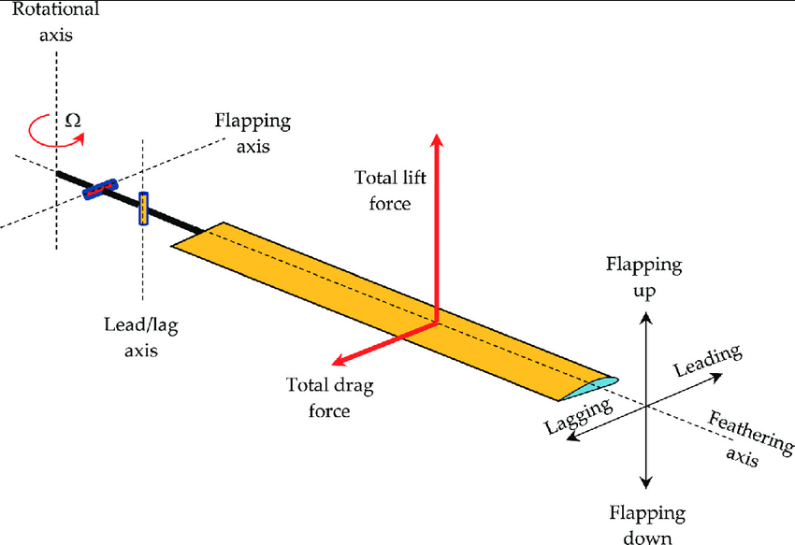 Rotational
axis
Ω
Flapping
axis
Total lift
force
Lead/lag
axis
Total drag
force
Flapping
up
Leading
Lagging
Feathering
axis
Flapping
down